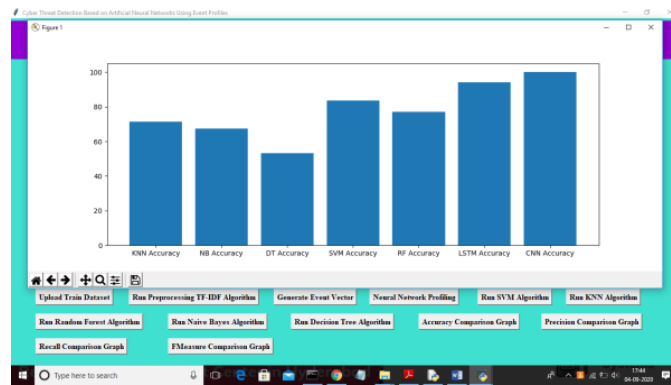 Cyber Threat Detection Based on Artificial Neural Networks Using Event Profiles
Figure 1
100
80
60
40
20
0
KNN Accuracy NB Accuracy DT Accuracy SVM Accuracy RF Accuracy LSTM Accuracy CNN Accuracy
Upload Train Dataset Run Preprocessing TF-IDF Algorithm Generate Event Vector Neural Network Profiling Run SVM Algorithm Run KNN Algorithm
Run Random Forest Algorithm Run Naive Bayes Algorithm Run Decision Tree Algorithm Accuracy Comparison Graph Precision Comparison Graph
Recall Comparison Graph FMeasure Comparison Graph
Type here to search
17:44
04-09-2020